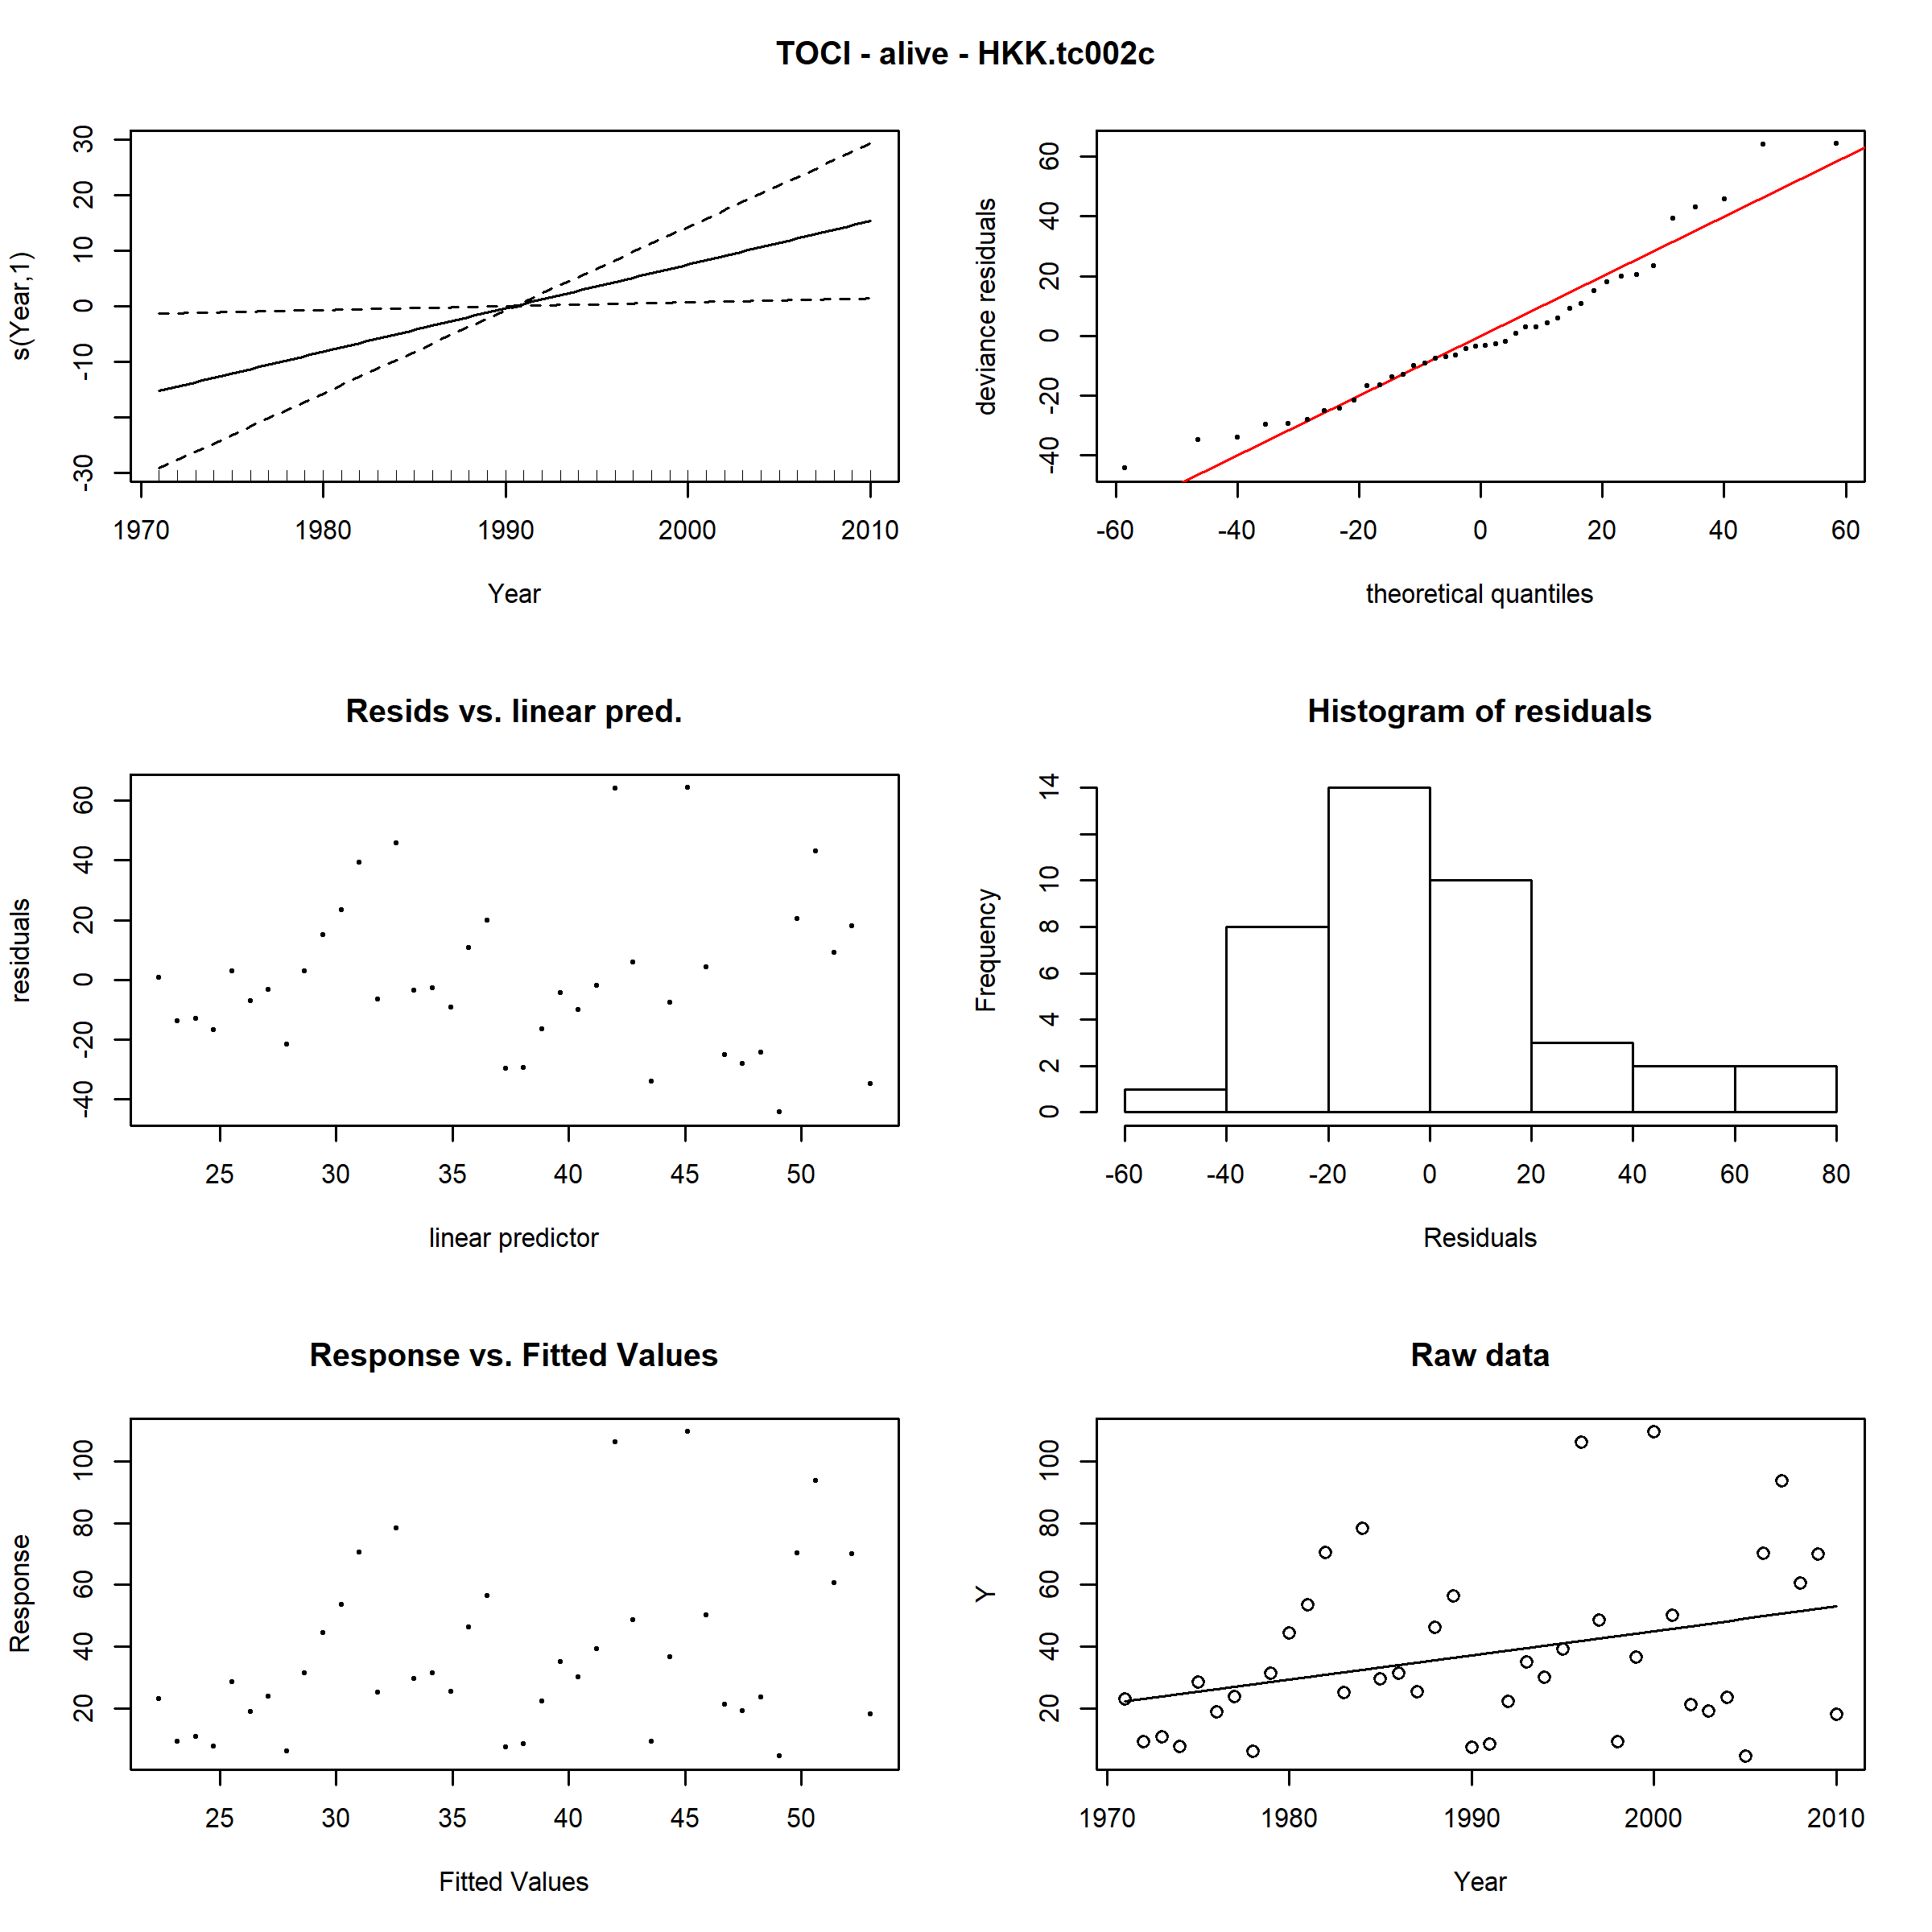 TOCI - alive - HKK.tc002c
30
20
10
0
-10
-30
s(Year,1)
1970 1980 1990 2000 2010
Year
60
40
20
0
-20
-40
deviance residuals
-60 -40 -20 0 20 40 60
theoretical quantiles
Resids vs. linear pred.
60
40
20
0
-20
-40
residuals
25 30 35 40 45 50
linear predictor
Histogram of residuals
14
10
8
6
4
2
0
Frequency
-60 -40 -20 0 20 40 60 80
Residuals
Response vs. Fitted Values
100
80
60
40
20
Response
25 30 35 40 45 50
Fitted Values
Raw data
100
80
60
40
20
Y
1970 1980 1990 2000 2010
Year